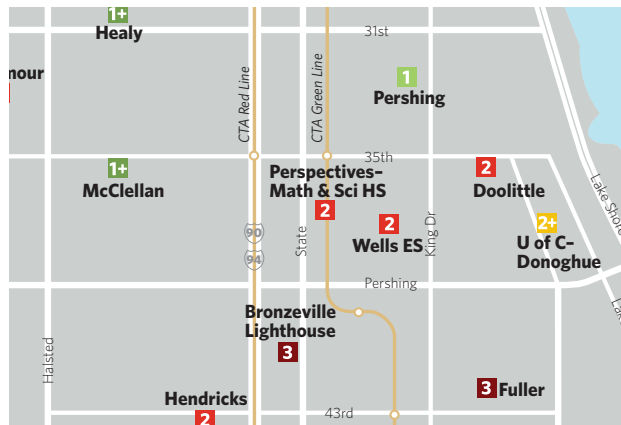 1+
Healy
31st
mour
CTA Red Line
CTA Green Line
1
Pershing
35th
1+
McClellan
Perspectives–
Math & Sci HS
2
2
Doolittle
Lake Shore
2
Wells ES
King Dr
2+
U of C–
Donoghue
90
94
State
Pershing
Bronzeville
Lighthouse
3
Halsted
Hendricks
2
3 Fuller
43rd